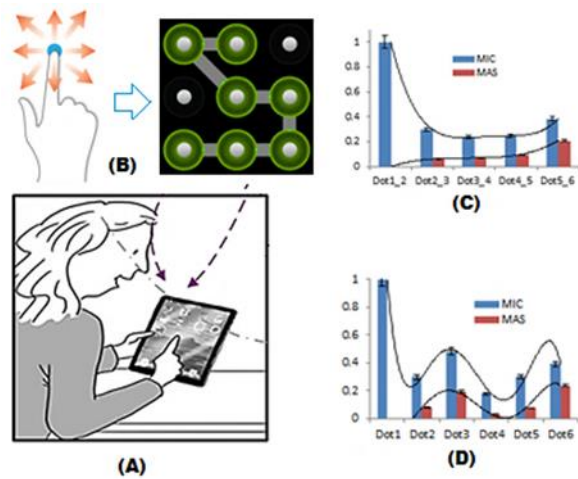 (B)
(A)
1
0.8
0.6
0.4
0.2
0
MIC
MAS
Dot1_2 Dot2_3 Dot3_4 Dot4_5 Dot5_6
(C)
1
0.8
0.6
0.4
0.2
0
MIC
MAS
Dot1 Dot2 Dot3 Dot4 Dot5 Dot6
(D)